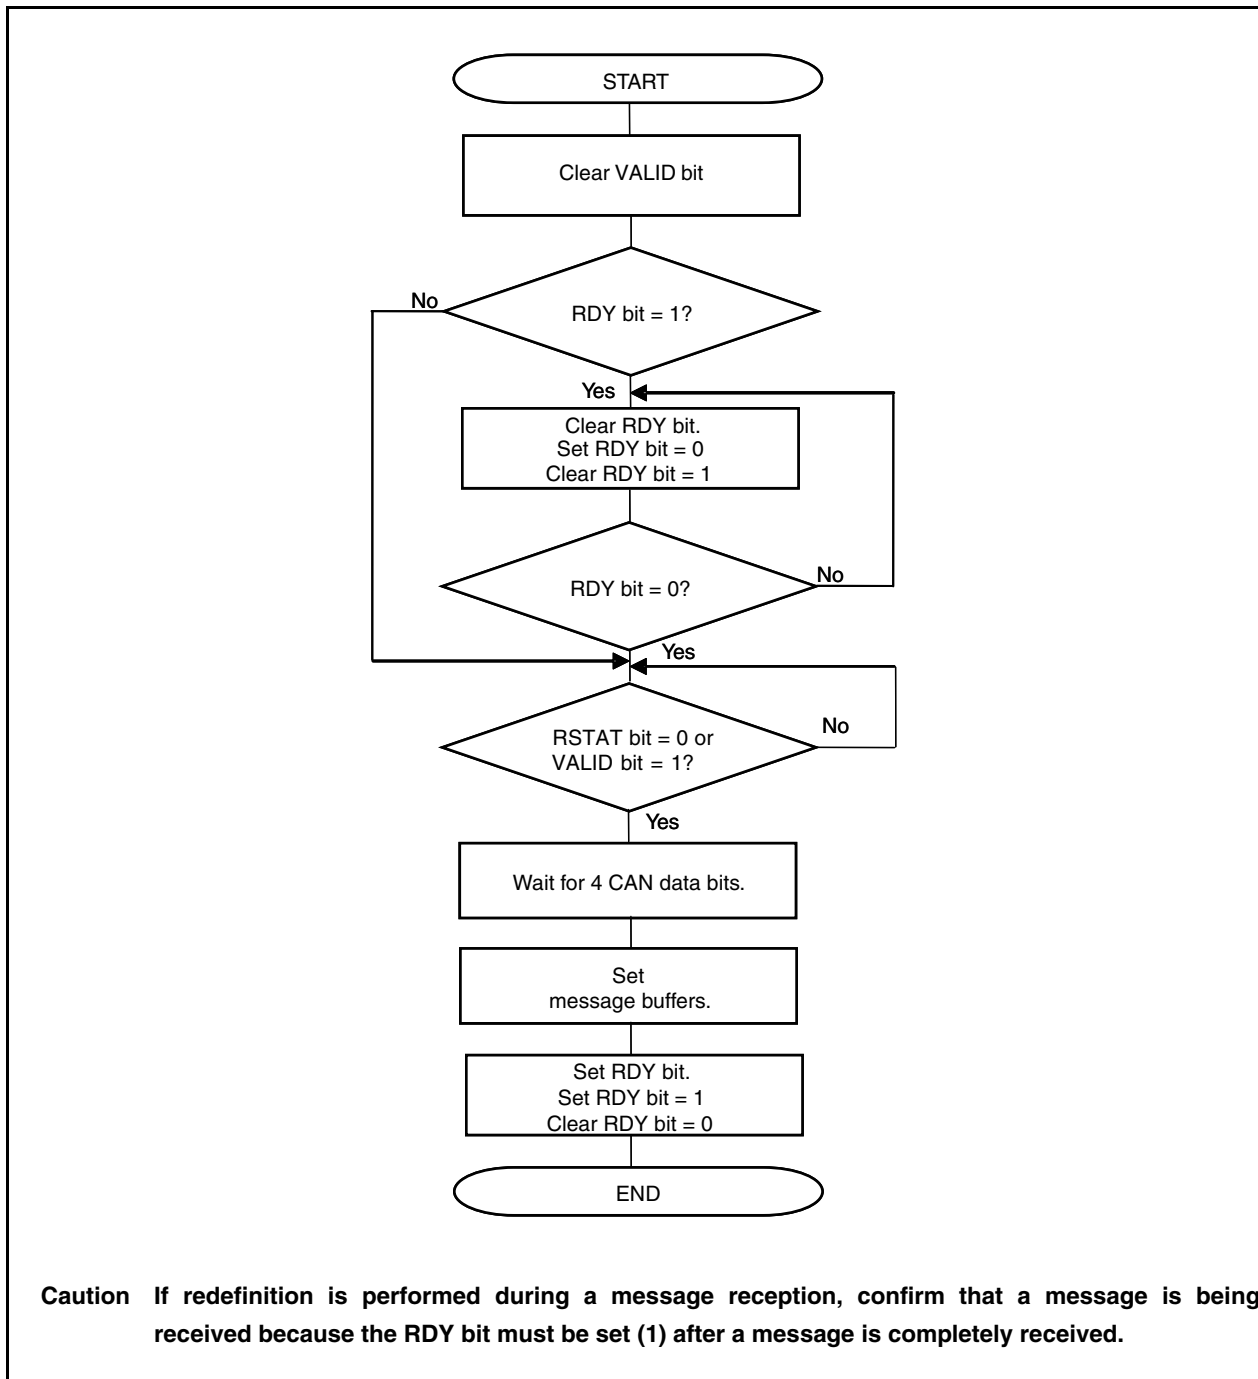 START
Clear VALID bit
No
RDY bit = 1?
Yes
Clear RDY bit.
Set RDY bit = 0
Clear RDY bit = 1
RDY bit = 0?
No
Yes
RSTAT bit = 0 or
VALID bit = 1?
No
Yes
Wait for 4 CAN data bits.
Set
message buffers.
Set RDY bit.
Set RDY bit = 1
Clear RDY bit = 0
END
Caution If redefinition is performed during a message reception, confirm that a message is being
received because the RDY bit must be set (1) after a message is completely received.